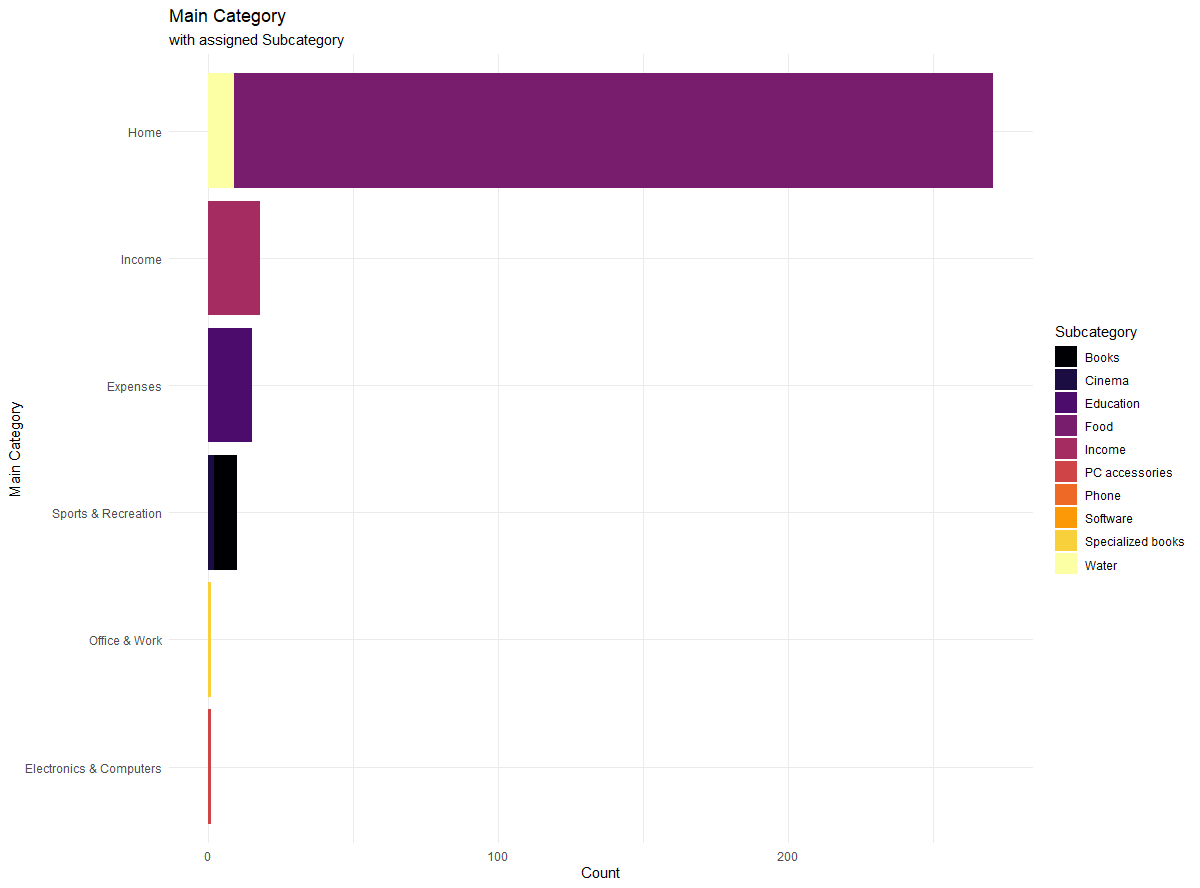 Main Category
with assigned Subcategory
Home
Income
Expenses
Sports & Recreation
Office & Work
Electronics & Computers
Main Category
0
100
200
Count
Subcategory
Books
Cinema
Education
Food
Income
PC accessories
Phone
Software
Specialized books
Water